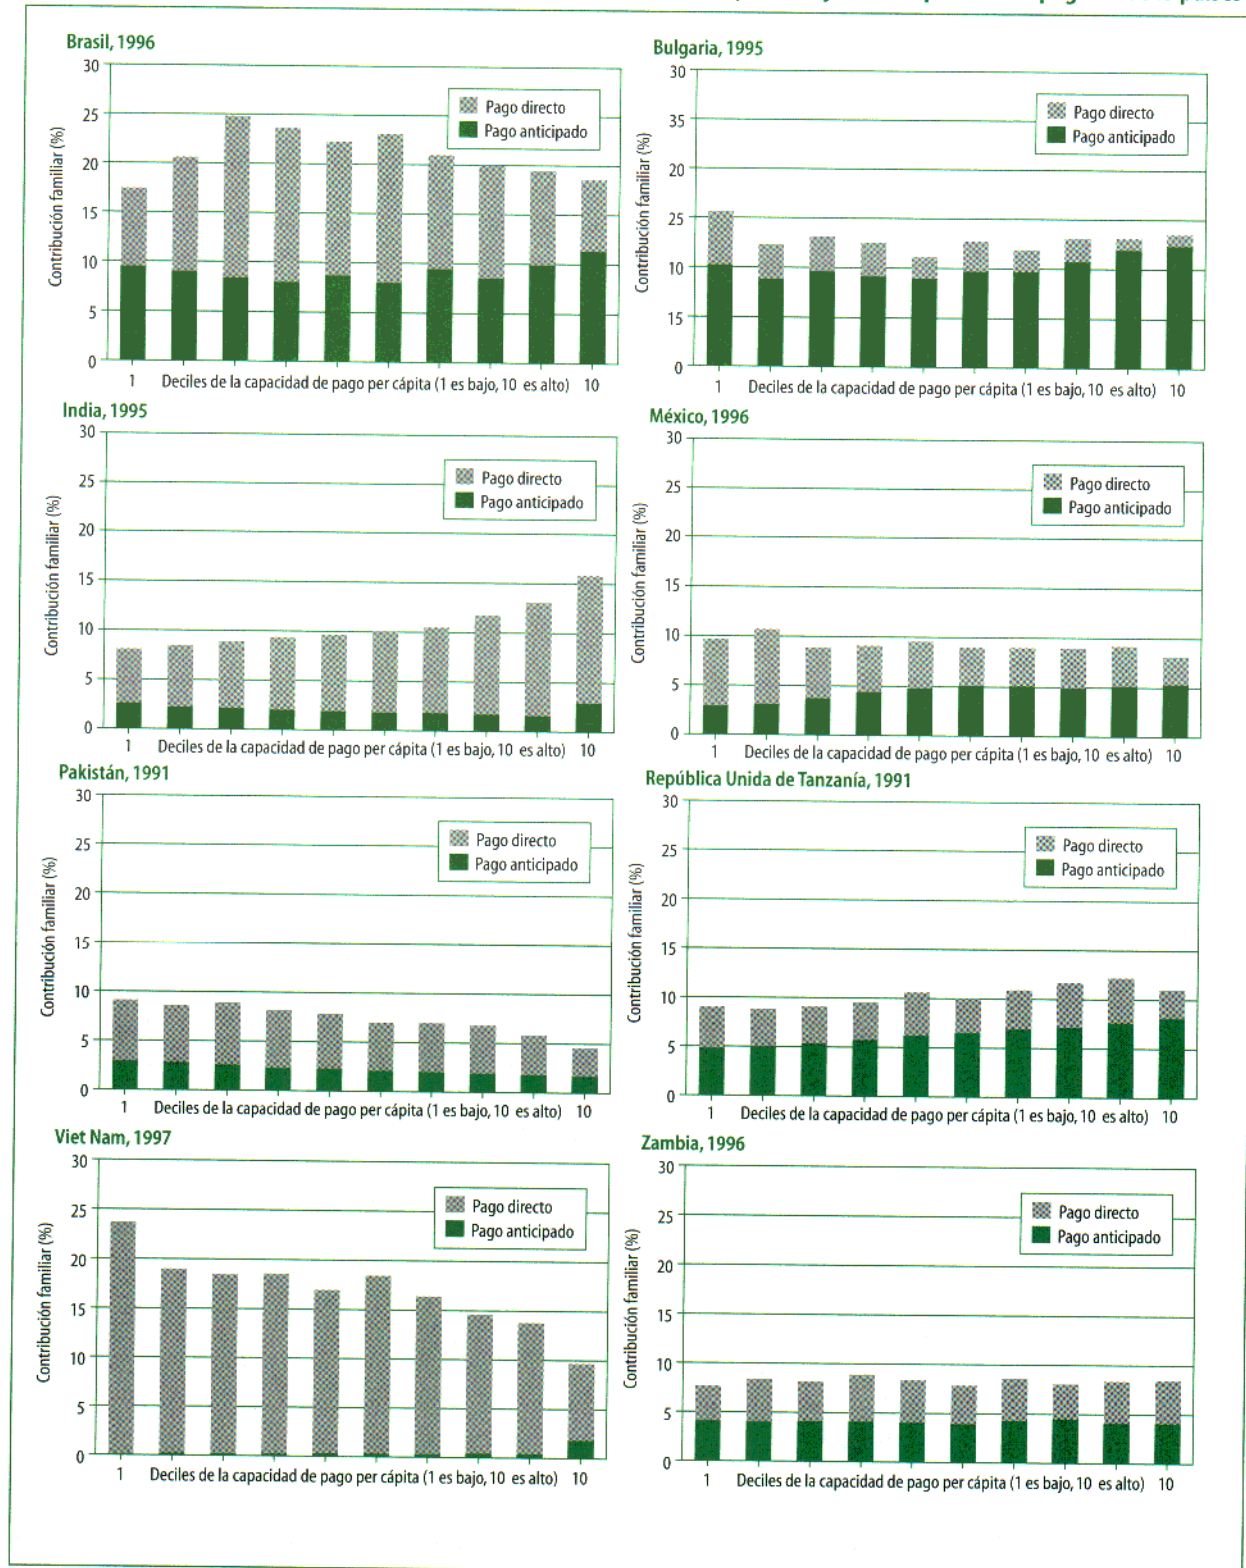 Brasil, 1996
30
25
20
15
10
5
0
Contribución familiar (%)
Pago directo
Pago anticipado
1 Deciles de la capacidad de pago per cápita (1 es bajo, 10 es alto) 10
Bulgaria, 1995
30
35
20
25
10
15
0
Contribución familiar (%)
Pago directo
Pago anticipado
1 Deciles de la capacidad de pago per cápita (1 es bajo, 10 es alto) 10
India, 1995
30
25
20
15
10
5
0
Contribución familiar (%)
Pago directo
Pago anticipado
1 Deciles de la capacidad de pago per cápita (1 es bajo, 10 es alto) 10
México, 1996
30
25
20
15
10
5
0
Contribución familiar (%)
Pago directo
Pago anticipado
1 Deciles de la capacidad de pago per cápita (1 es bajo, 10 es alto) 10
Pakistán, 1991
30
25
20
15
10
5
0
Contribución familiar (%)
Pago directo
Pago anticipado
1 Deciles de la capacidad de pago per cápita (1 es bajo, 10 es alto) 10
República Unida de Tanzanía, 1991
30
25
20
15
10
5
0
Contribución familiar (%)
Pago directo
Pago anticipado
1 Deciles de la capacidad de pago per cápita (1 es bajo, 10 es alto) 10
Viet Nam, 1997
30
25
20
15
10
5
0
Contribución familiar (%)
Pago directo
Pago anticipado
1 Deciles de la capacidad de pago per cápita (1 es bajo, 10 es alto) 10
Zambia, 1996
30
25
20
15
10
5
0
Contribución familiar (%)
Pago directo
Pago anticipado
1 Deciles de la capacidad de pago per cápita (1 es bajo, 10 es alto) 10